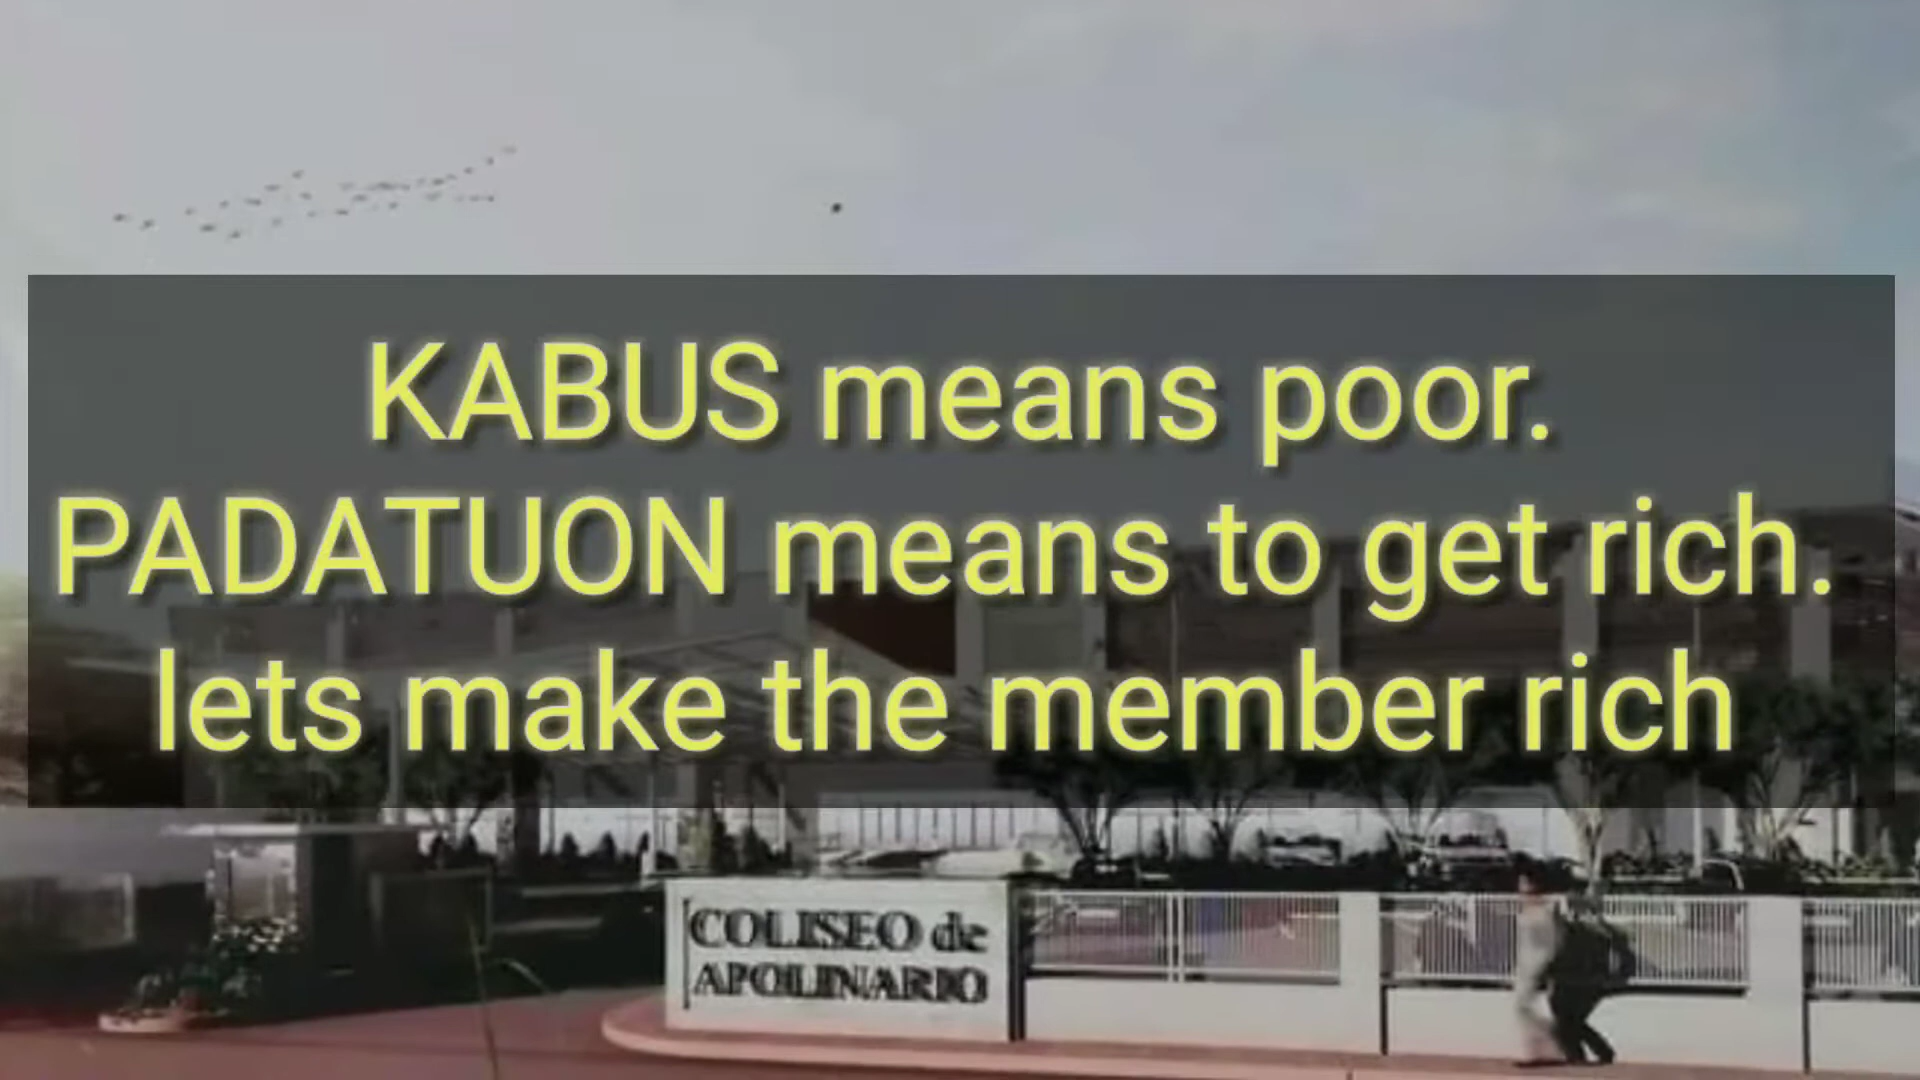 KABUS means poor.
PADATUON means to get rich.
lets make the member rich
COLISEO de
APOLINARIO